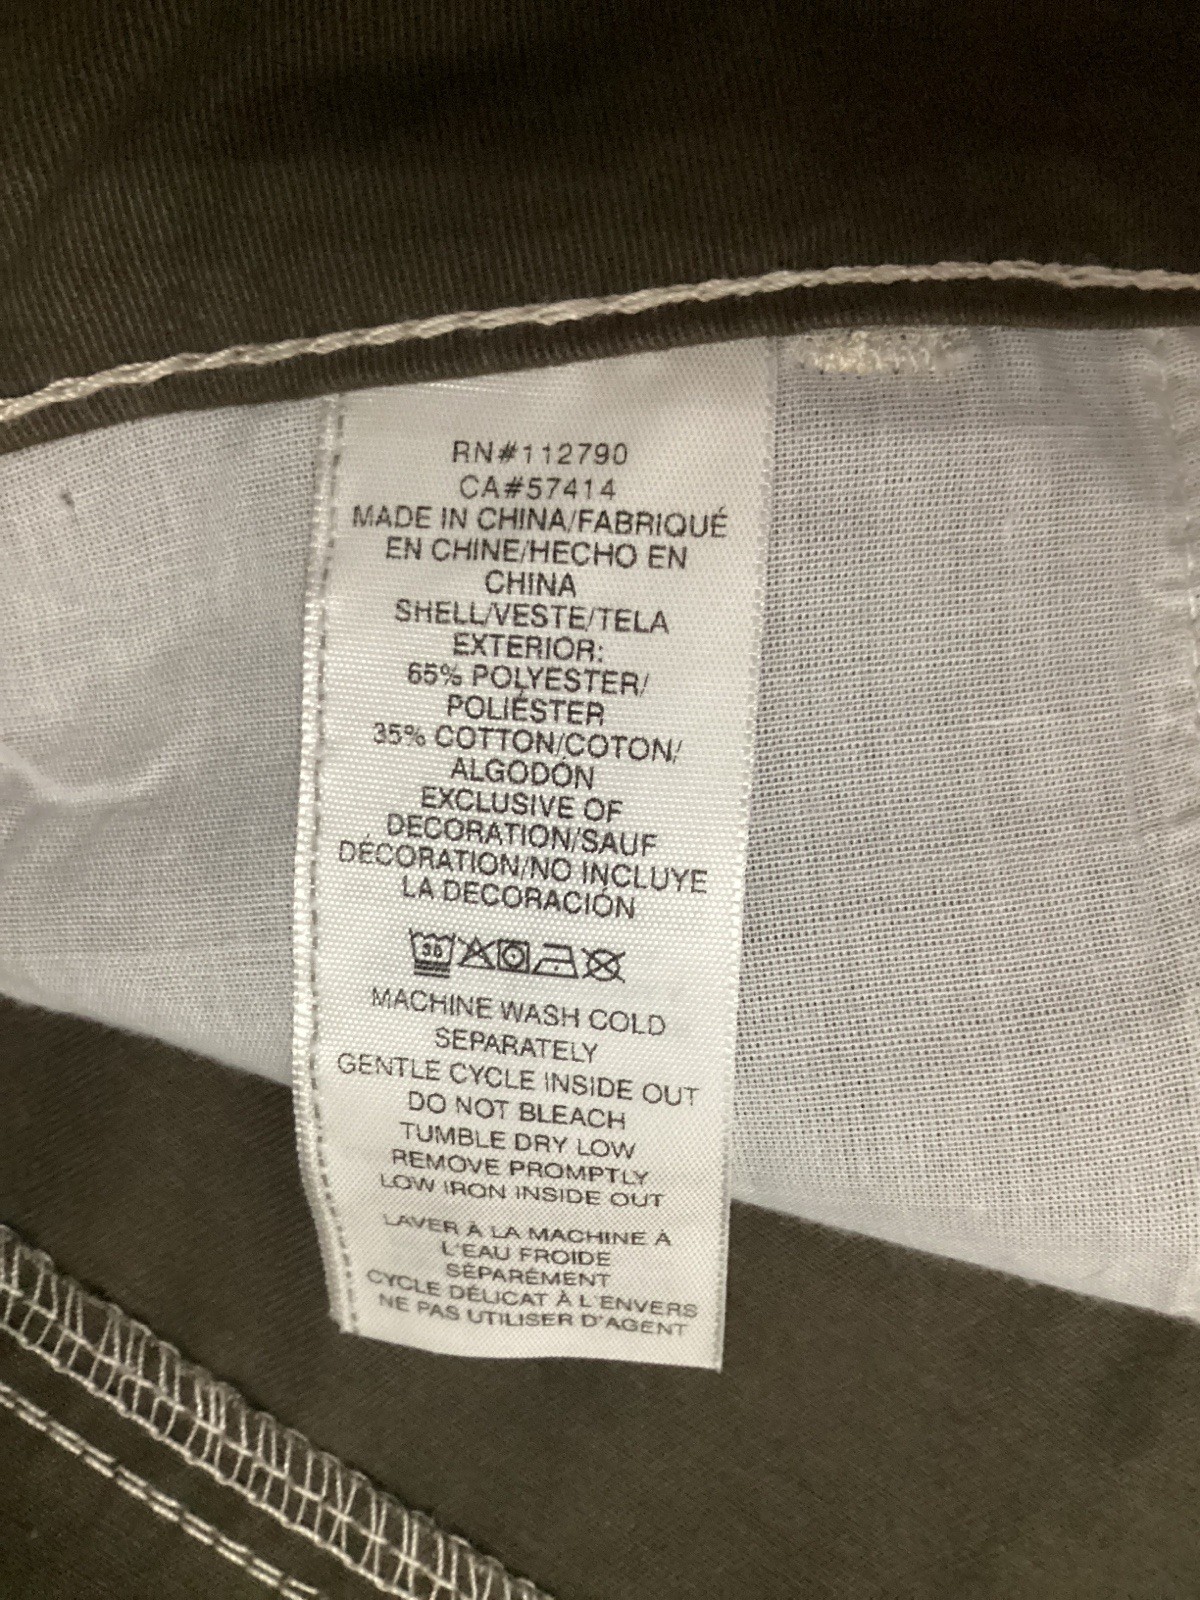 RN#112790
CA#57414
MADE IN CHINA/FABRIQUÉ
EN CHINE/HECHO EN
CHINA
SHELL/VESTE/TELA
EXTERIOR:
65% POLYESTER/
POLIÉSTER
35% COTTON/COTON/
ALGODÓN
EXCLUSIVE OF
DECORATION/SAUF
DÉCORATION/NO INCLUYE
LA DECORACIÓN
30
MACHINE WASH COLD
SEPARATELY
GENTLE CYCLE INSIDE OUT
DO NOT BLEACH
TUMBLE DRY LOW
REMOVE PROMPTLY
LOW IRON INSIDE OUT
LAVER À LA MACHINE À
L'EAU FROIDE
SÉPARÉMENT
CYCLE DÉLICAT À L'ENVERS
NE PAS UTILISER D'AGENT